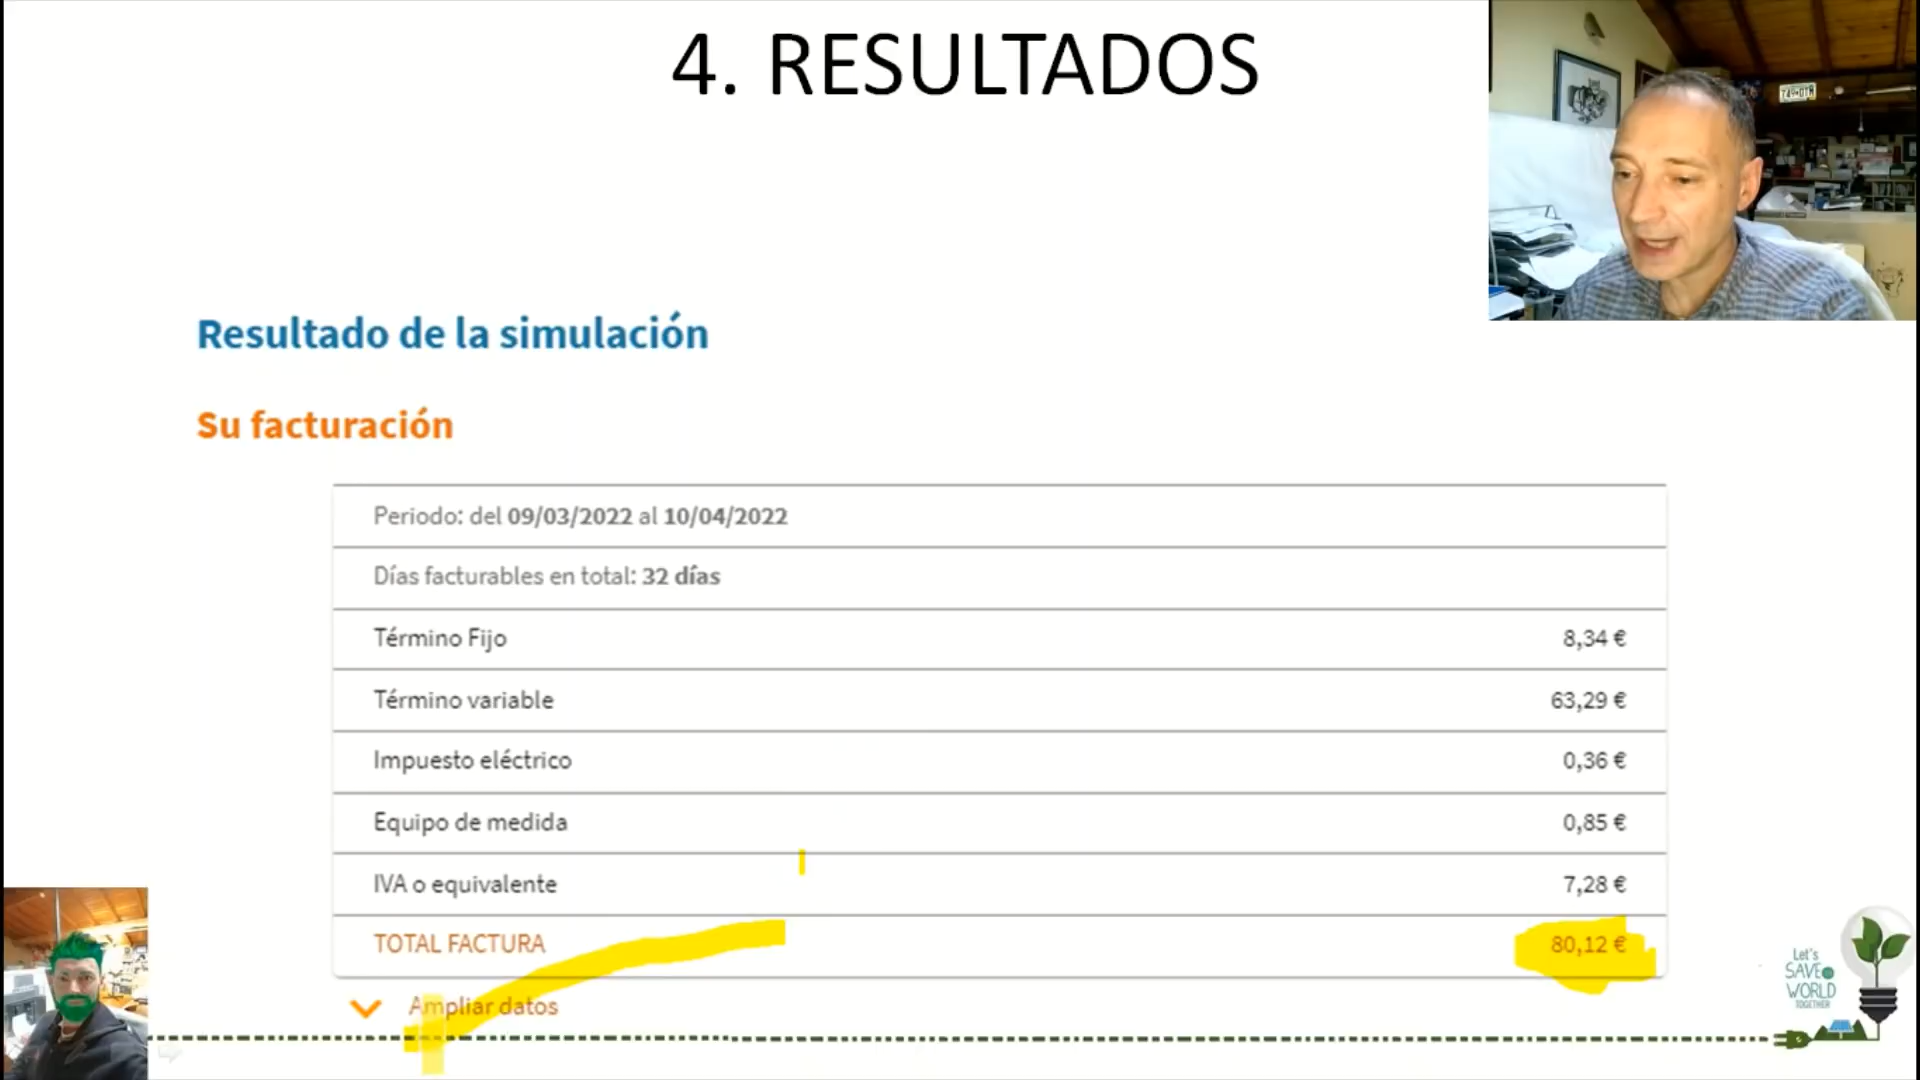 4. RESULTADOS
Resultado de la simulación
Su facturación
Periodo: del 09/03/2022 al 10/04/2022
Días facturables en total: 32 días
Término Fijo 8,34 €
Término variable 63,29 €
Impuesto eléctrico 0,36 €
Equipo de medida 0,85 €
IVA o equivalente 7,28 €
TOTAL FACTURA 80,12 €
Ampliar datos
Let's
SAVE
WORLD
TOGETHER